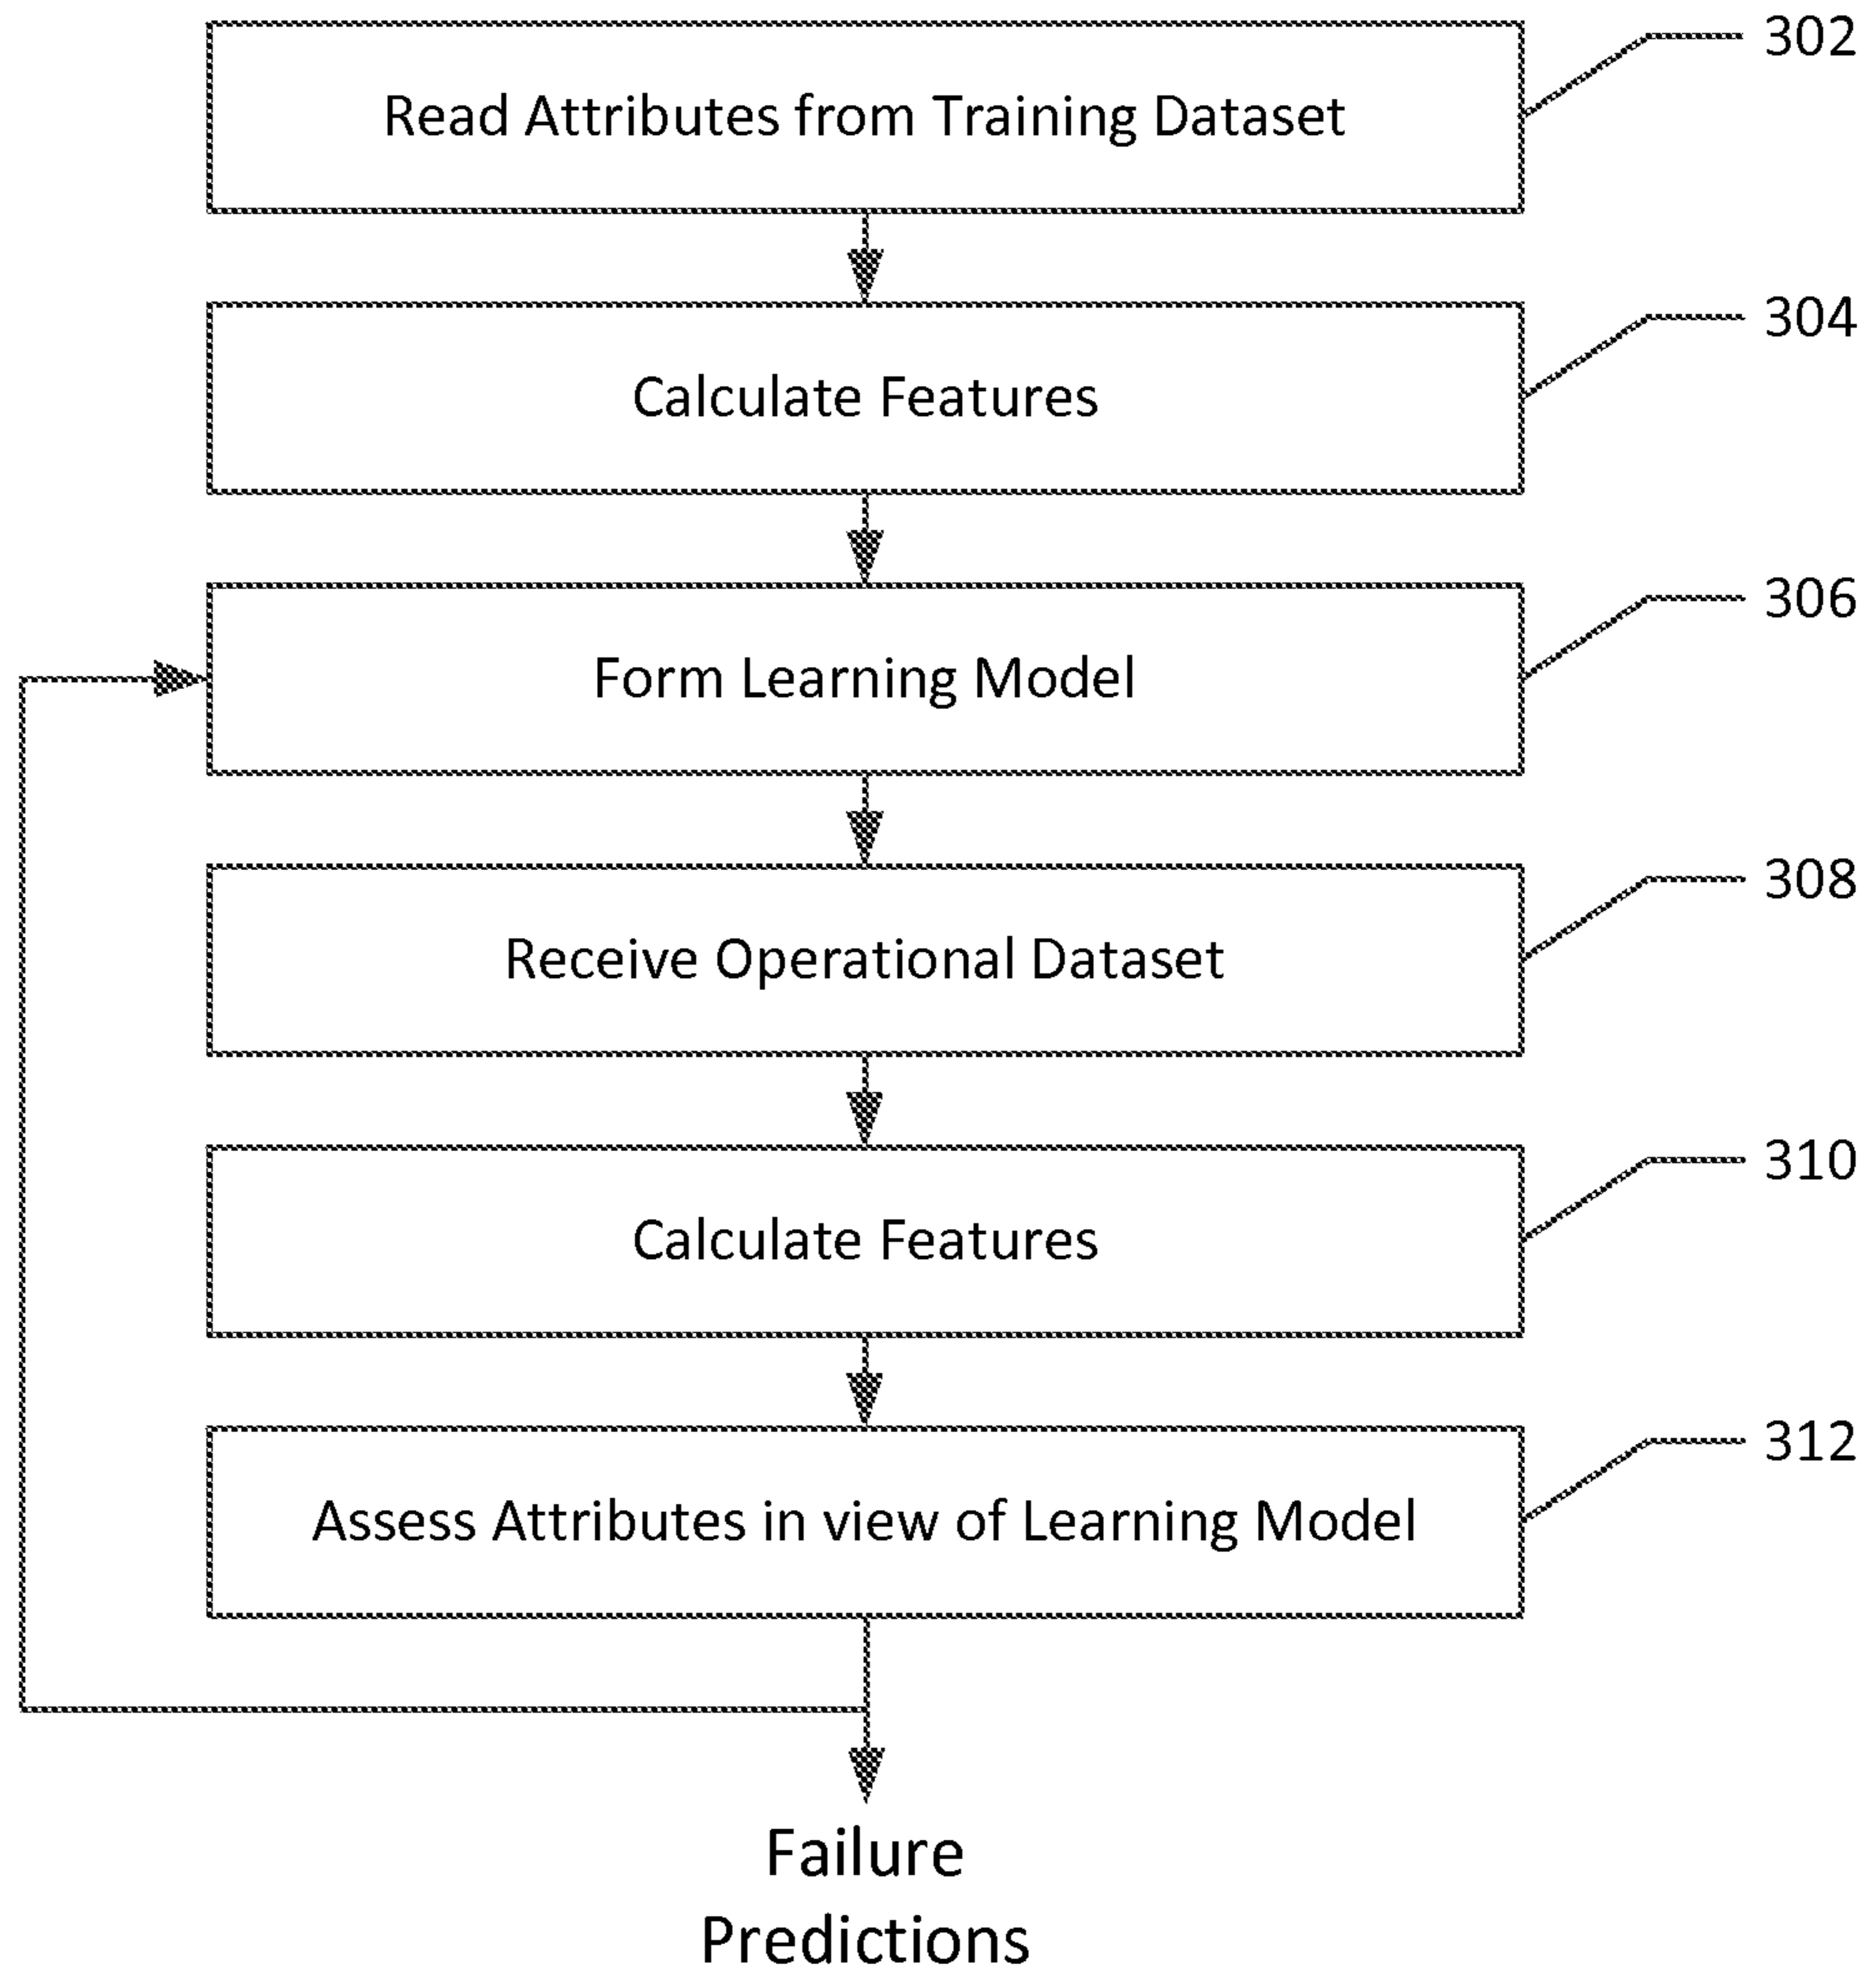 302
Read Attributes from Training Dataset
304
Calculate Features
306
Form Learning Model
308
Receive Operational Dataset
310
Calculate Features
312
Assess Attributes in view of Learning Model
Failure
Predictions